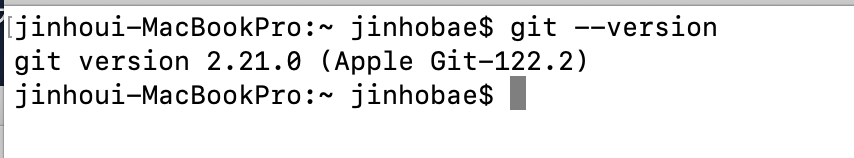 [jinhoui-MacBookPro:~ jinhobae$ git --version
git version 2.21.0 (Apple Git-122.2)
jinhoui-MacBookPro:~ jinhobae$